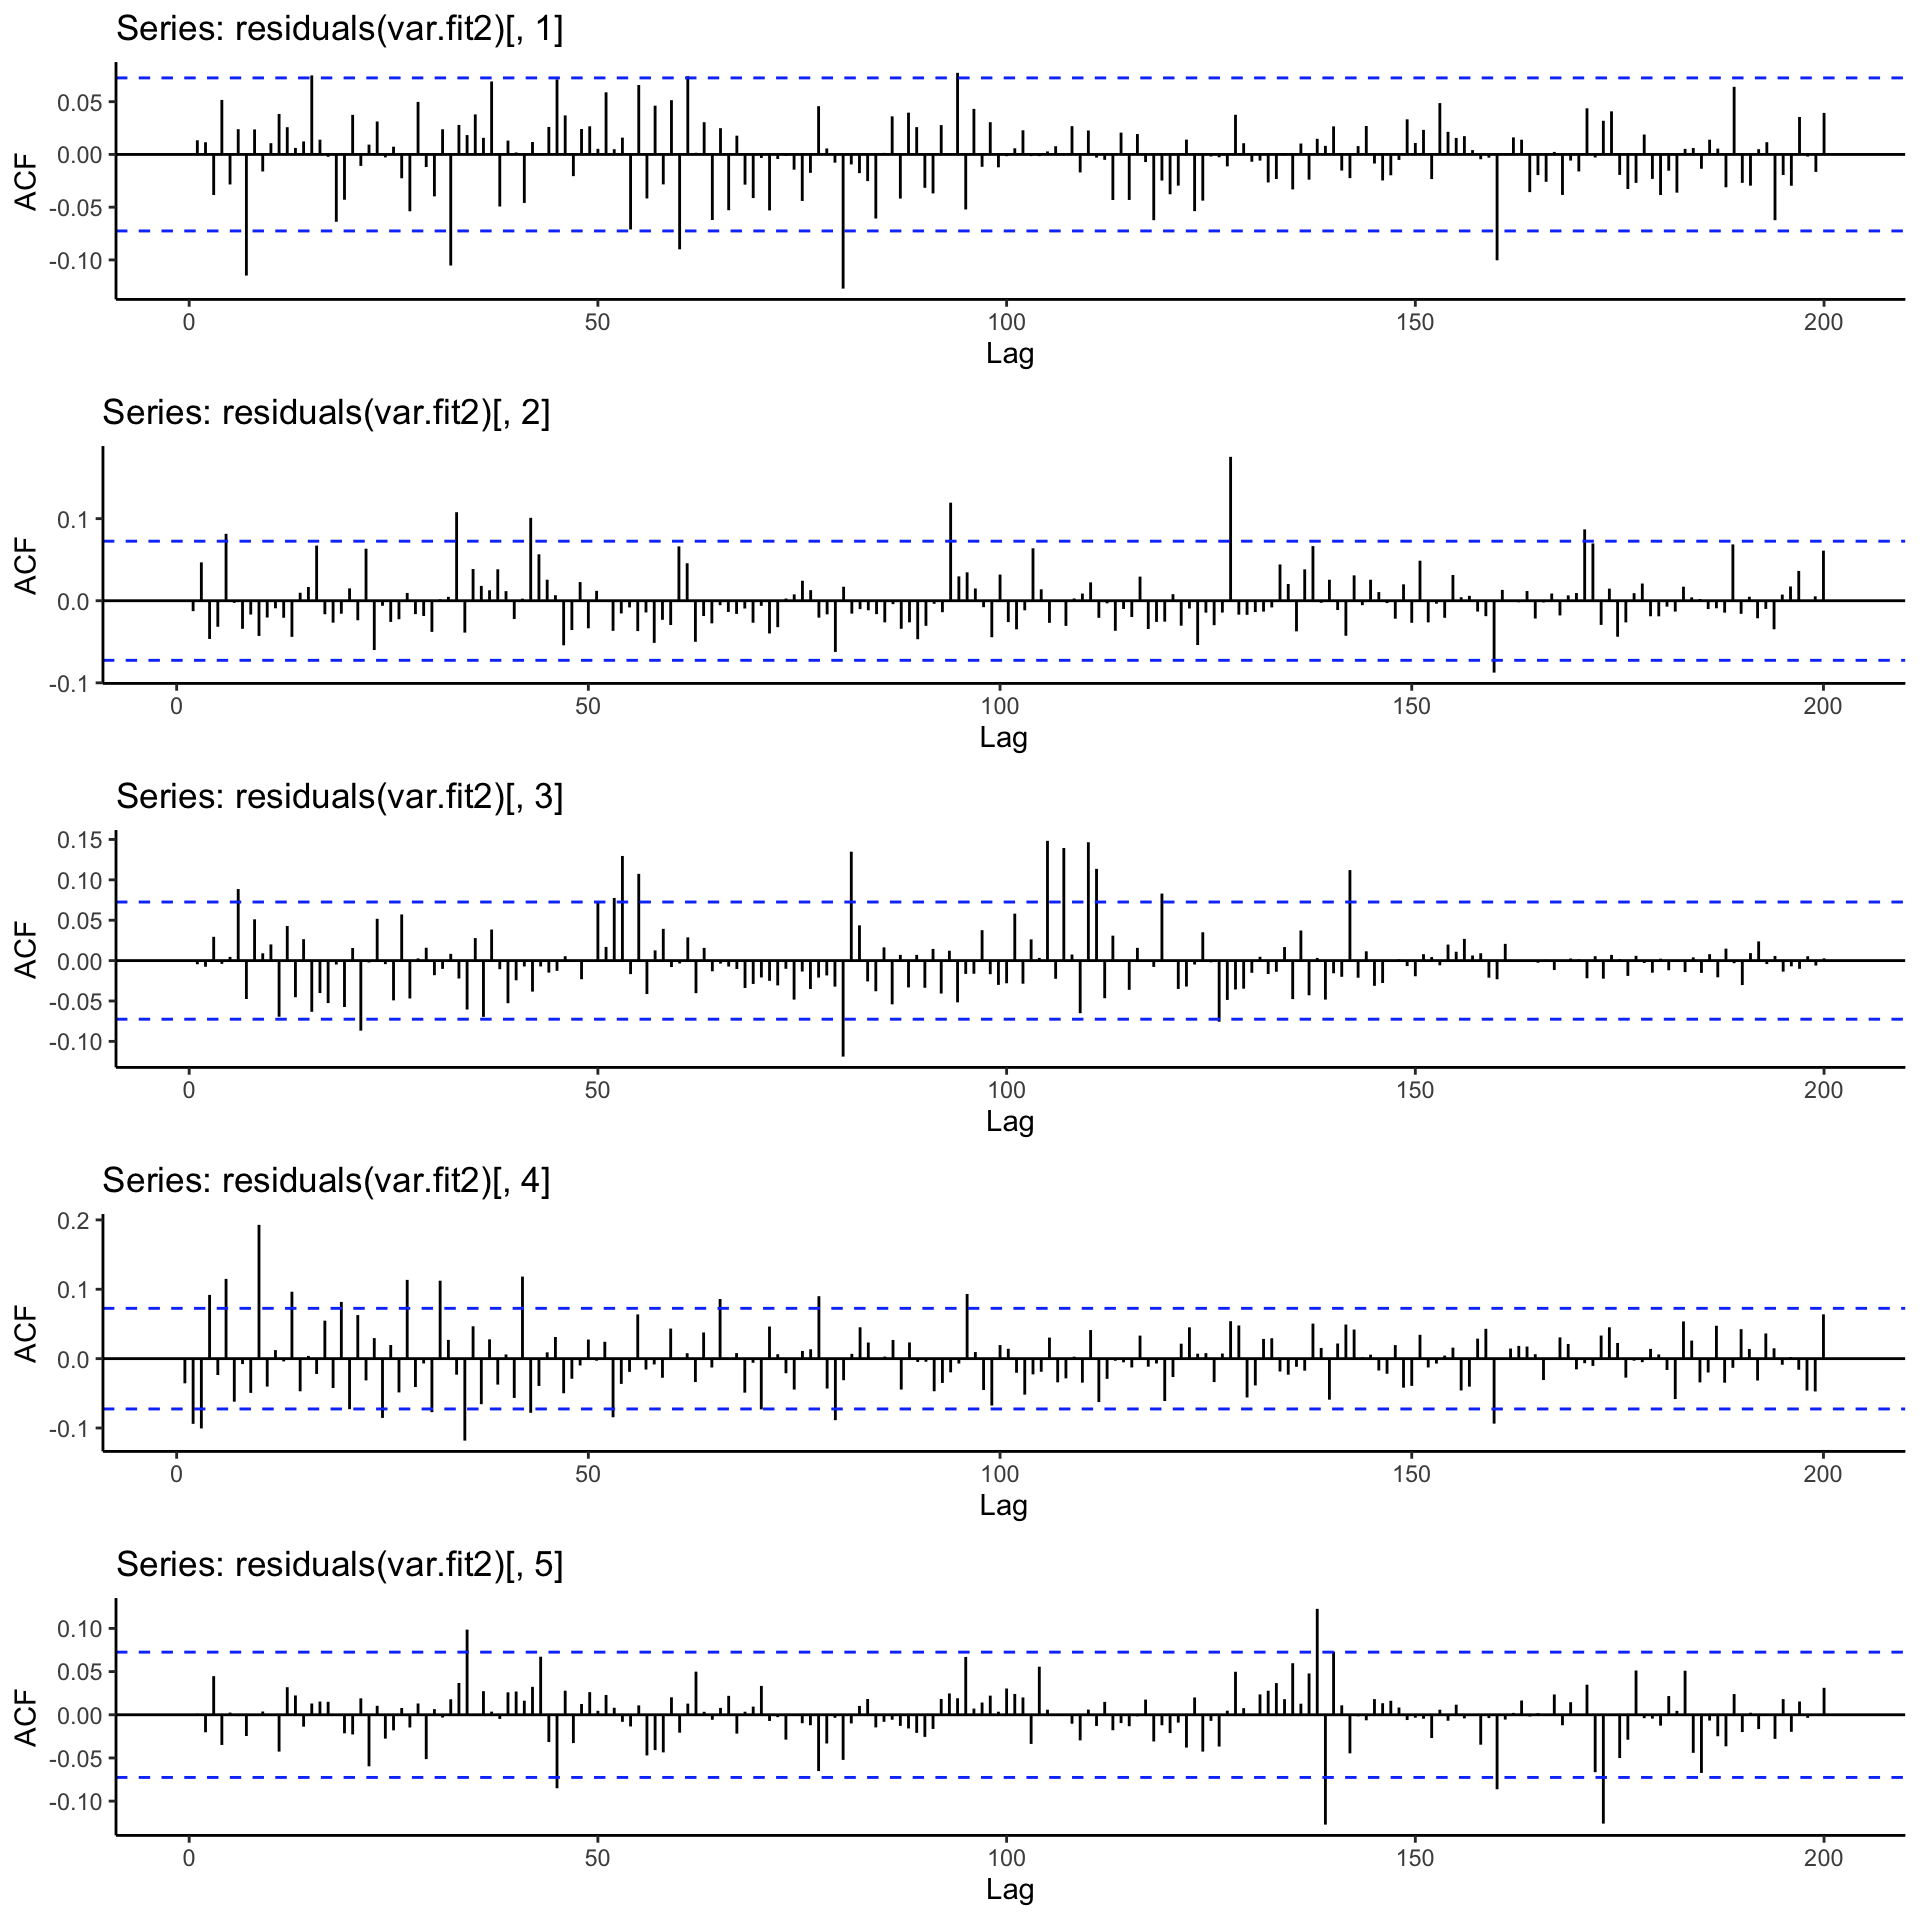 Series: residuals(var.fit2)[, 1]
0.05
0.00
-0.05
-0.10
ACF
0 50 100 150 200
Lag
Series: residuals(var.fit2)[, 2]
0.1
0.0
-0.1
ACF
0 50 100 150 200
Lag
Series: residuals(var.fit2)[, 3]
0.15
0.10
0.05
0.00
-0.05
-0.10
ACF
0 50 100 150 200
Lag
Series: residuals(var.fit2)[, 4]
0.2
0.1
0.0
-0.1
ACF
0 50 100 150 200
Lag
Series: residuals(var.fit2)[, 5]
0.10
0.05
0.00
-0.05
-0.10
ACF
0 50 100 150 200
Lag